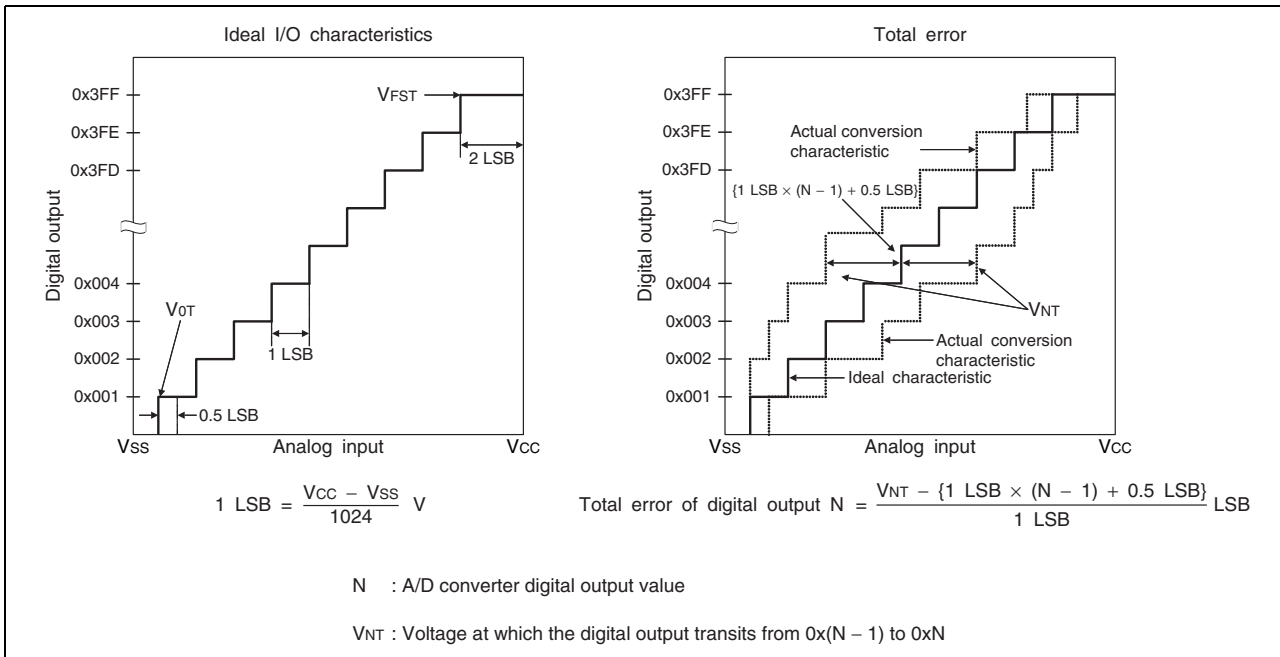 Ideal I/O characteristics
Digital output
0x3FF
0x3FE
0x3FD
0x004
0x003
0x002
0x001
VFST
2 LSB
V0T
1 LSB
0.5 LSB
VSS
Analog input
VCC
1 LSB = VCC − VSS / 1024 V
Total error
Digital output
0x3FF
0x3FE
0x3FD
0x004
0x003
0x002
0x001
Actual conversion
characteristic
{1 LSB × (N − 1) + 0.5 LSB}
VNT
Actual conversion
characteristic
Ideal characteristic
VSS
Analog input
VCC
Total error of digital output N = VNT − {1 LSB × (N − 1) + 0.5 LSB} / 1 LSB LSB
N : A/D converter digital output value
VNT : Voltage at which the digital output transits from 0x(N − 1) to 0xN